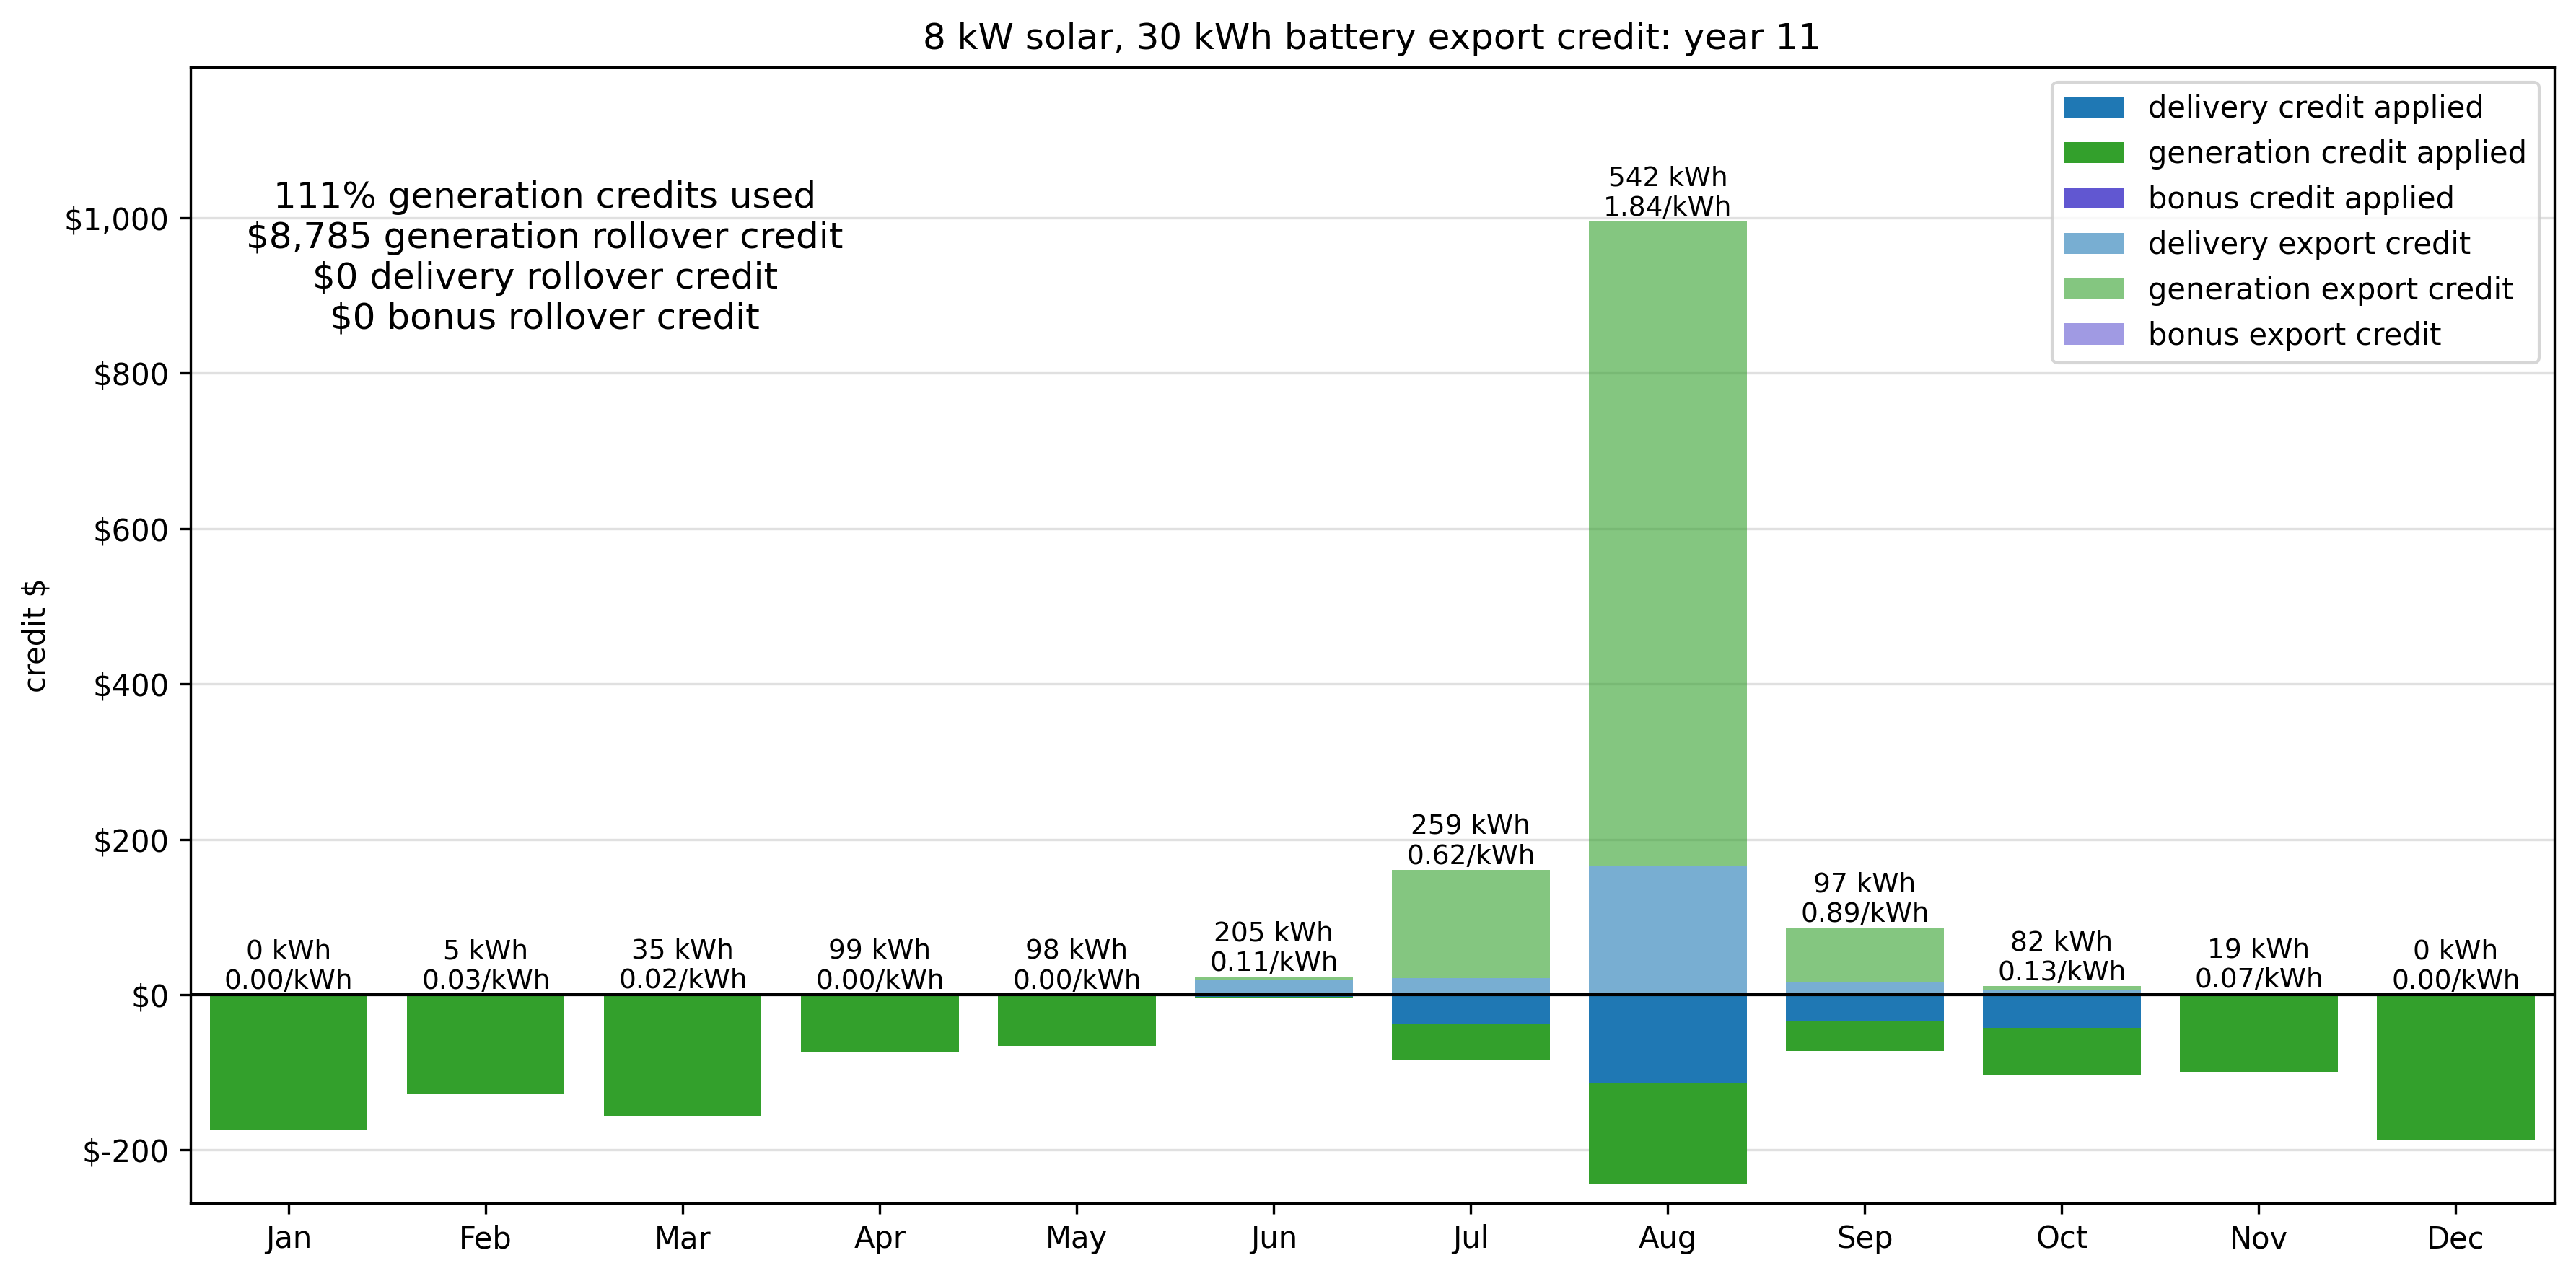 8 kW solar, 30 kWh battery export credit: year 11
111% generation credits used
$8,785 generation rollover credit
$0 delivery rollover credit
$0 bonus rollover credit
delivery credit applied
generation credit applied
bonus credit applied
delivery export credit
generation export credit
bonus export credit
credit $
$1,000
$800
$600
$400
$200
$0
$-200
0 kWh
0.00/kWh
5 kWh
0.03/kWh
35 kWh
0.02/kWh
99 kWh
0.00/kWh
98 kWh
0.00/kWh
205 kWh
0.11/kWh
259 kWh
0.62/kWh
542 kWh
1.84/kWh
97 kWh
0.89/kWh
82 kWh
0.13/kWh
19 kWh
0.07/kWh
0 kWh
0.00/kWh
Jan
Feb
Mar
Apr
May
Jun
Jul
Aug
Sep
Oct
Nov
Dec